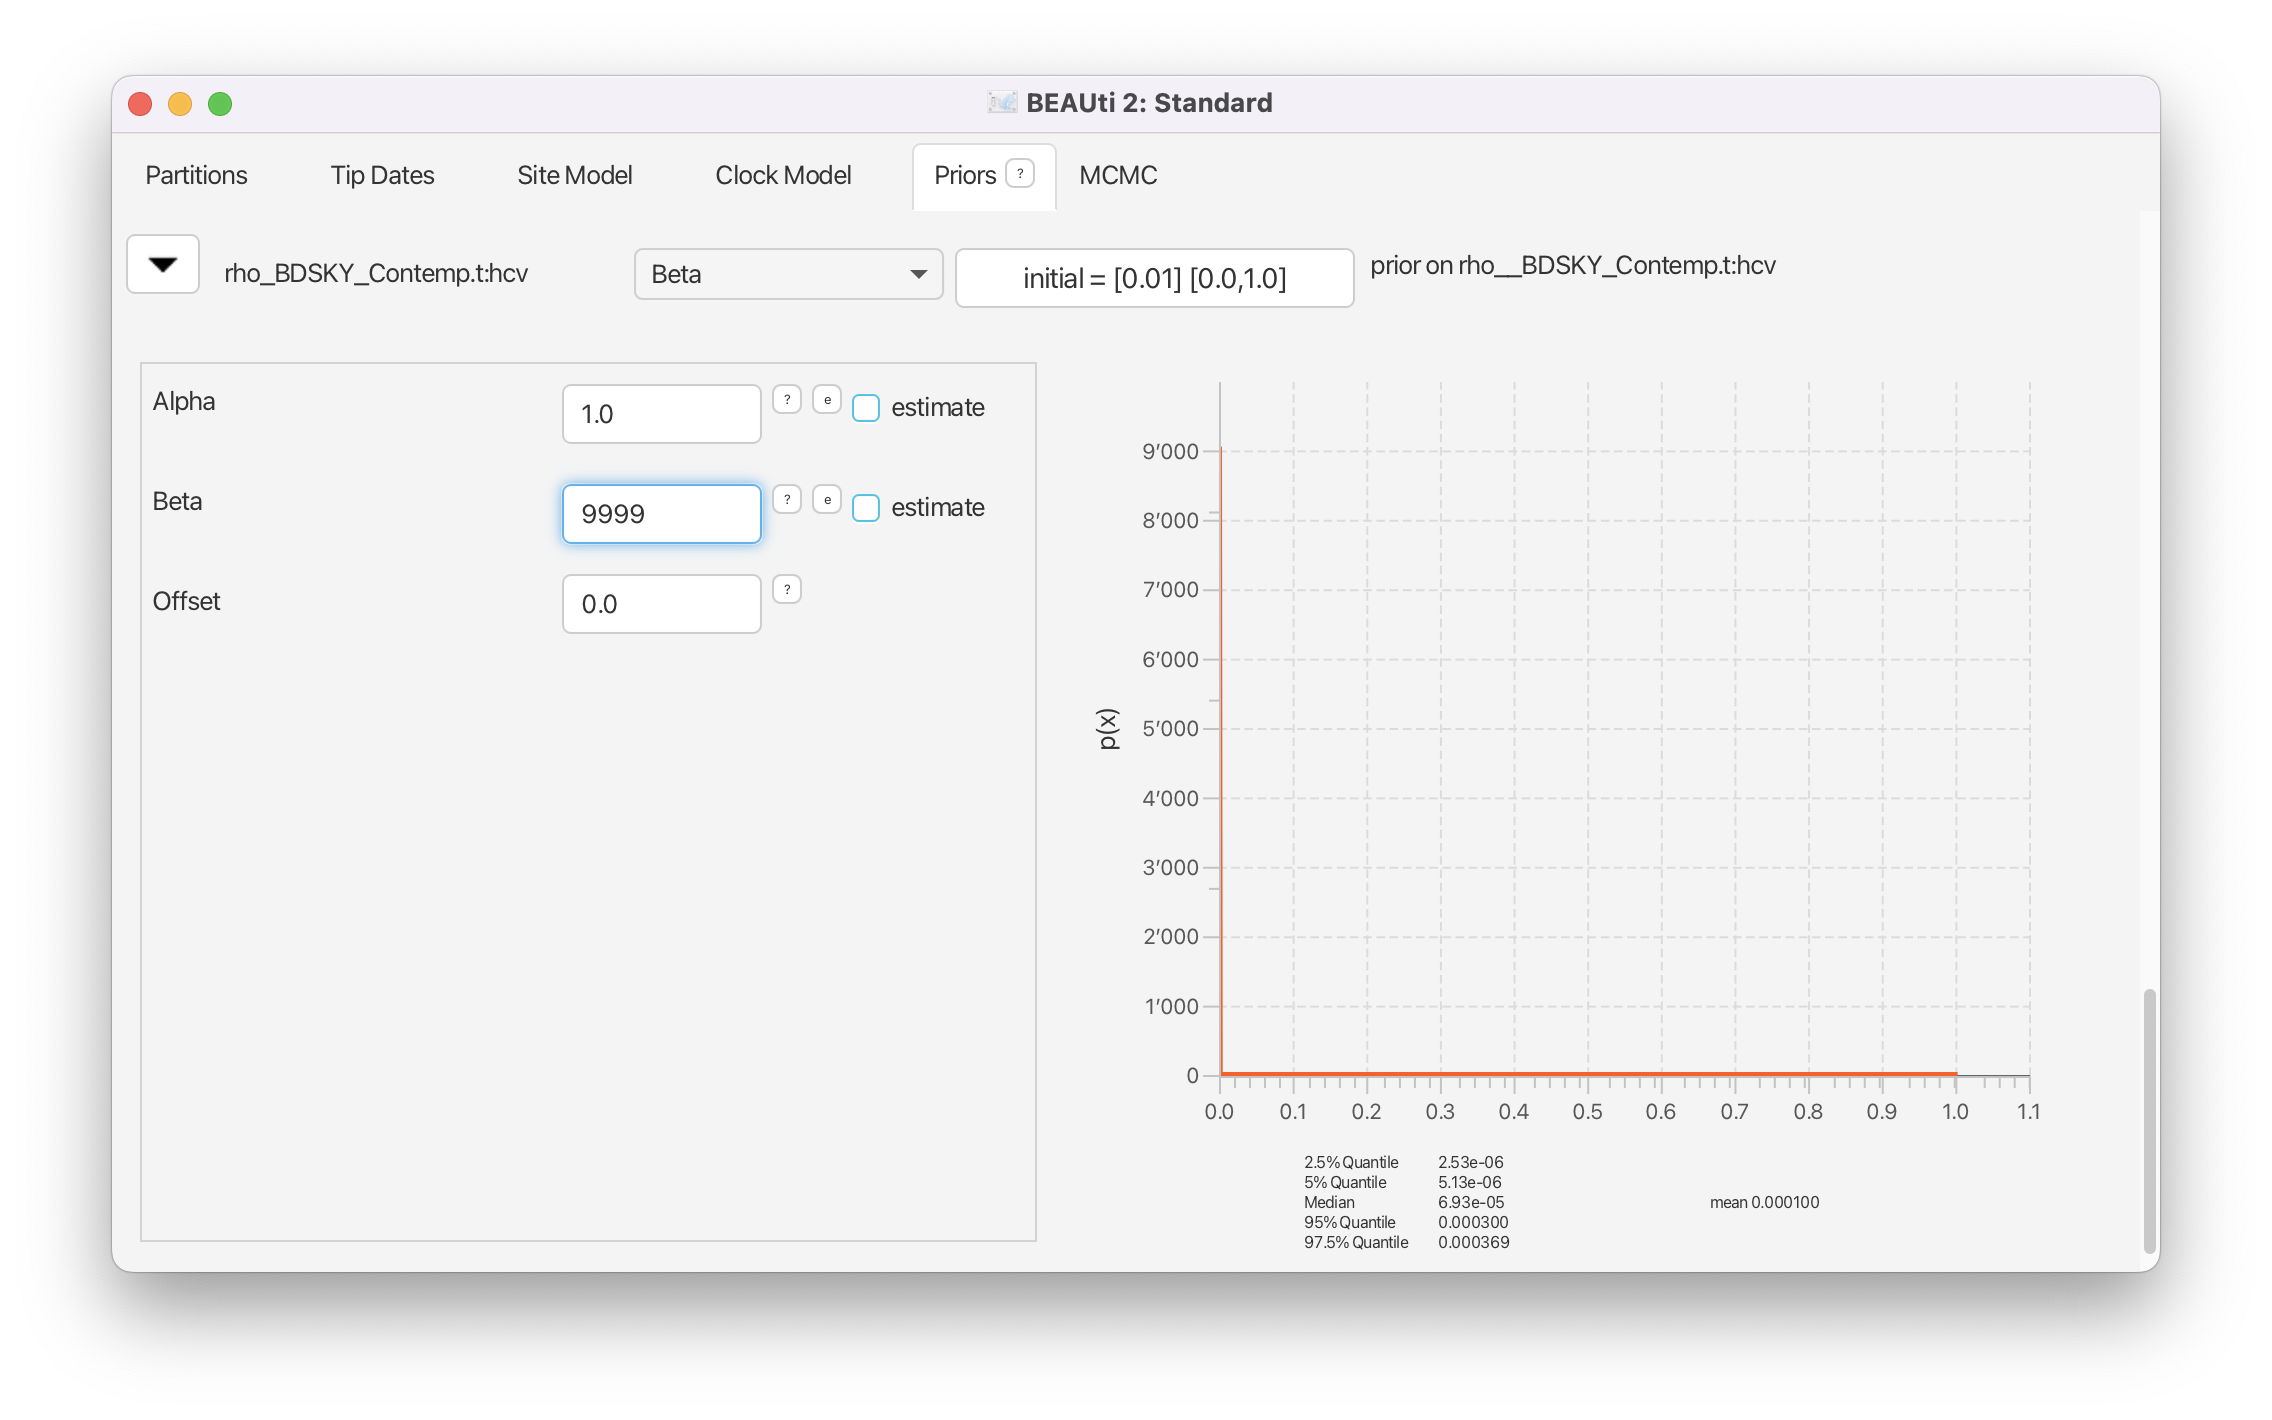 BEAUti 2: Standard
Partitions Tip Dates Site Model Clock Model Priors ? MCMC
rho_BDSKY_Contemp.t:hcv Beta initial = [0.01] [0.0,1.0] prior on rho__BDSKY_Contemp.t:hcv
Alpha 1.0 ? e estimate
Beta 9999 ? e estimate
Offset 0.0 ?
p(x)
9’000
8’000
7’000
6’000
5’000
4’000
3’000
2’000
1’000
0
0.0 0.1 0.2 0.3 0.4 0.5 0.6 0.7 0.8 0.9 1.0 1.1
2.5% Quantile 2.53e-06
5% Quantile 5.13e-06
Median 6.93e-05 mean 0.000100
95% Quantile 0.000300
97.5% Quantile 0.000369